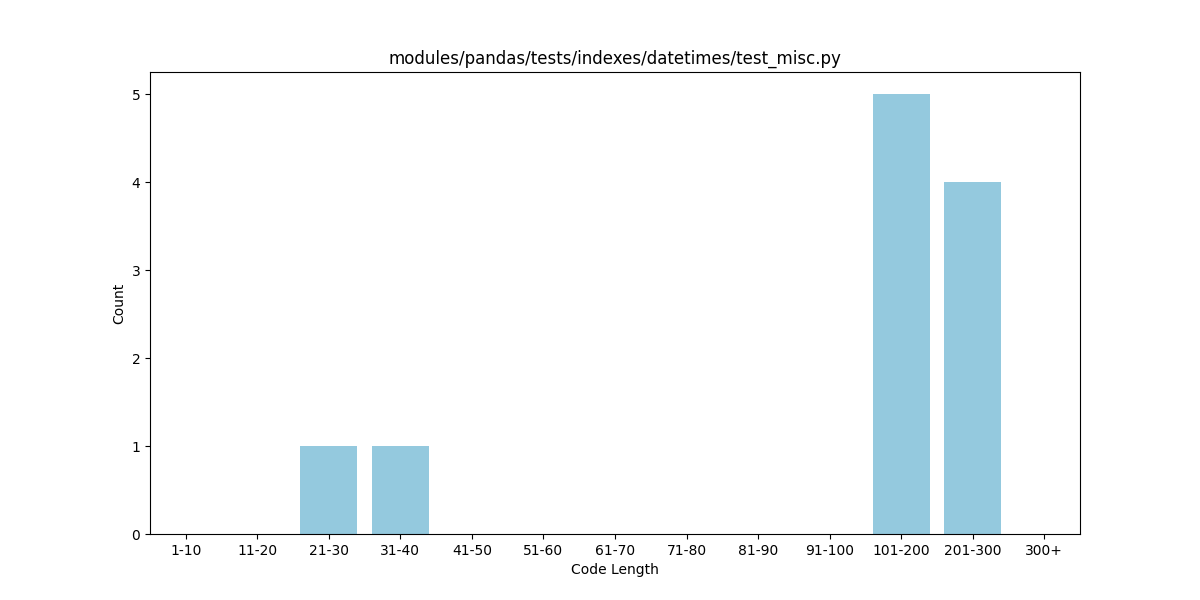 modules/pandas/tests/indexes/datetimes/test_misc.py
5
4
3
2
1
0
Count
1-10 11-20 21-30 31-40 41-50 51-60 61-70 71-80 81-90 91-100 101-200 201-300 300+
Code Length